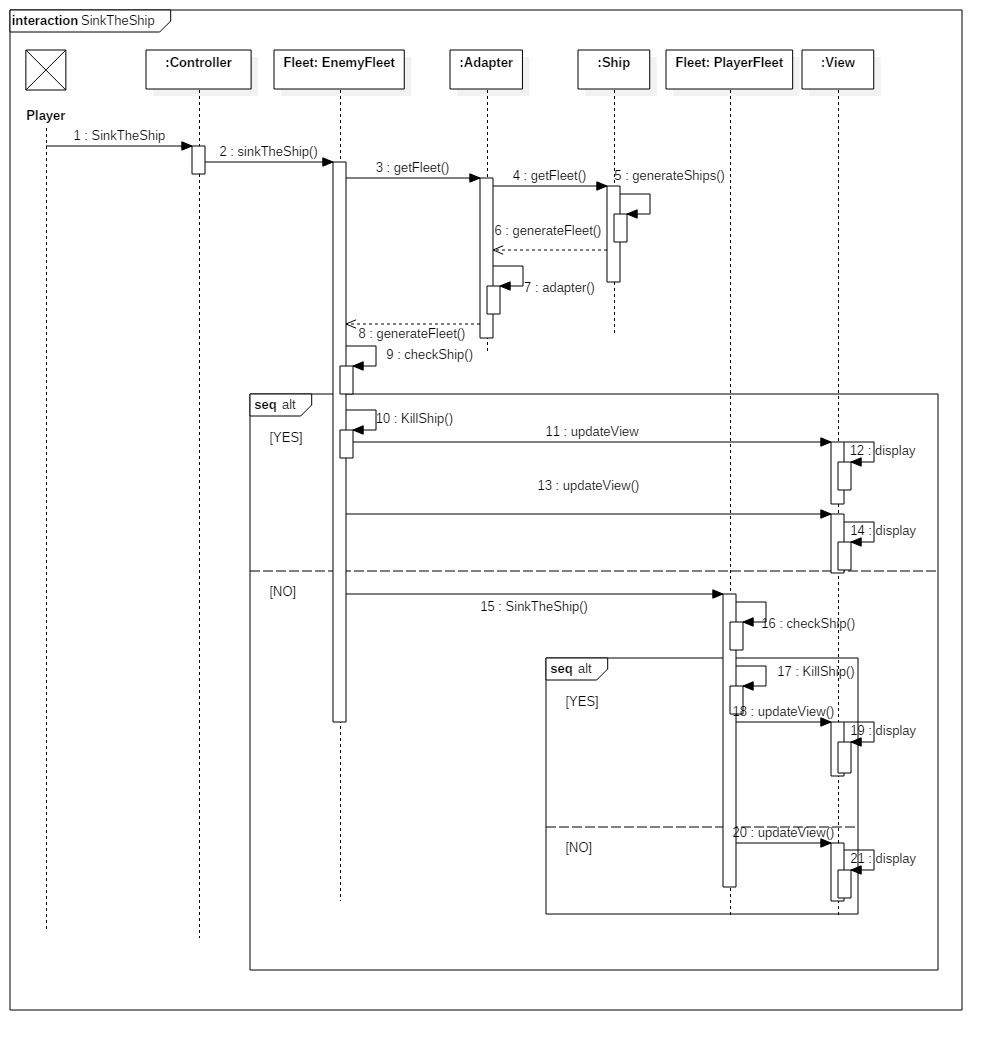 interaction SinkTheShip
:Controller
Fleet: EnemyFleet
:Adapter
:Ship
Fleet: PlayerFleet
:View
Player
1 : SinkTheShip
2 : sinkTheShip()
3 : getFleet()
4 : getFleet()
5 : generateShips()
6 : generateFleet()
7 : adapter()
8 : generateFleet()
9 : checkShip()
seq alt
10 : KillShip()
[YES]
11 : updateView
12 : display
13 : updateView()
14 : display
[NO]
15 : SinkTheShip()
16 : checkShip()
seq alt
17 : KillShip()
[YES]
18 : updateView()
19 : display
20 : updateView()
[NO]
21 : display